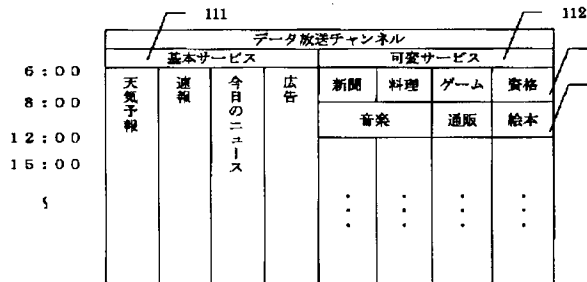 111
112
データ放送チャンネル
基本サービス 可変サービス
6:00
8:00
12:00
15:00
天気予報
速報
今日のニュース
広告
新聞 料理 ゲーム 資格
音楽 通販 絵本